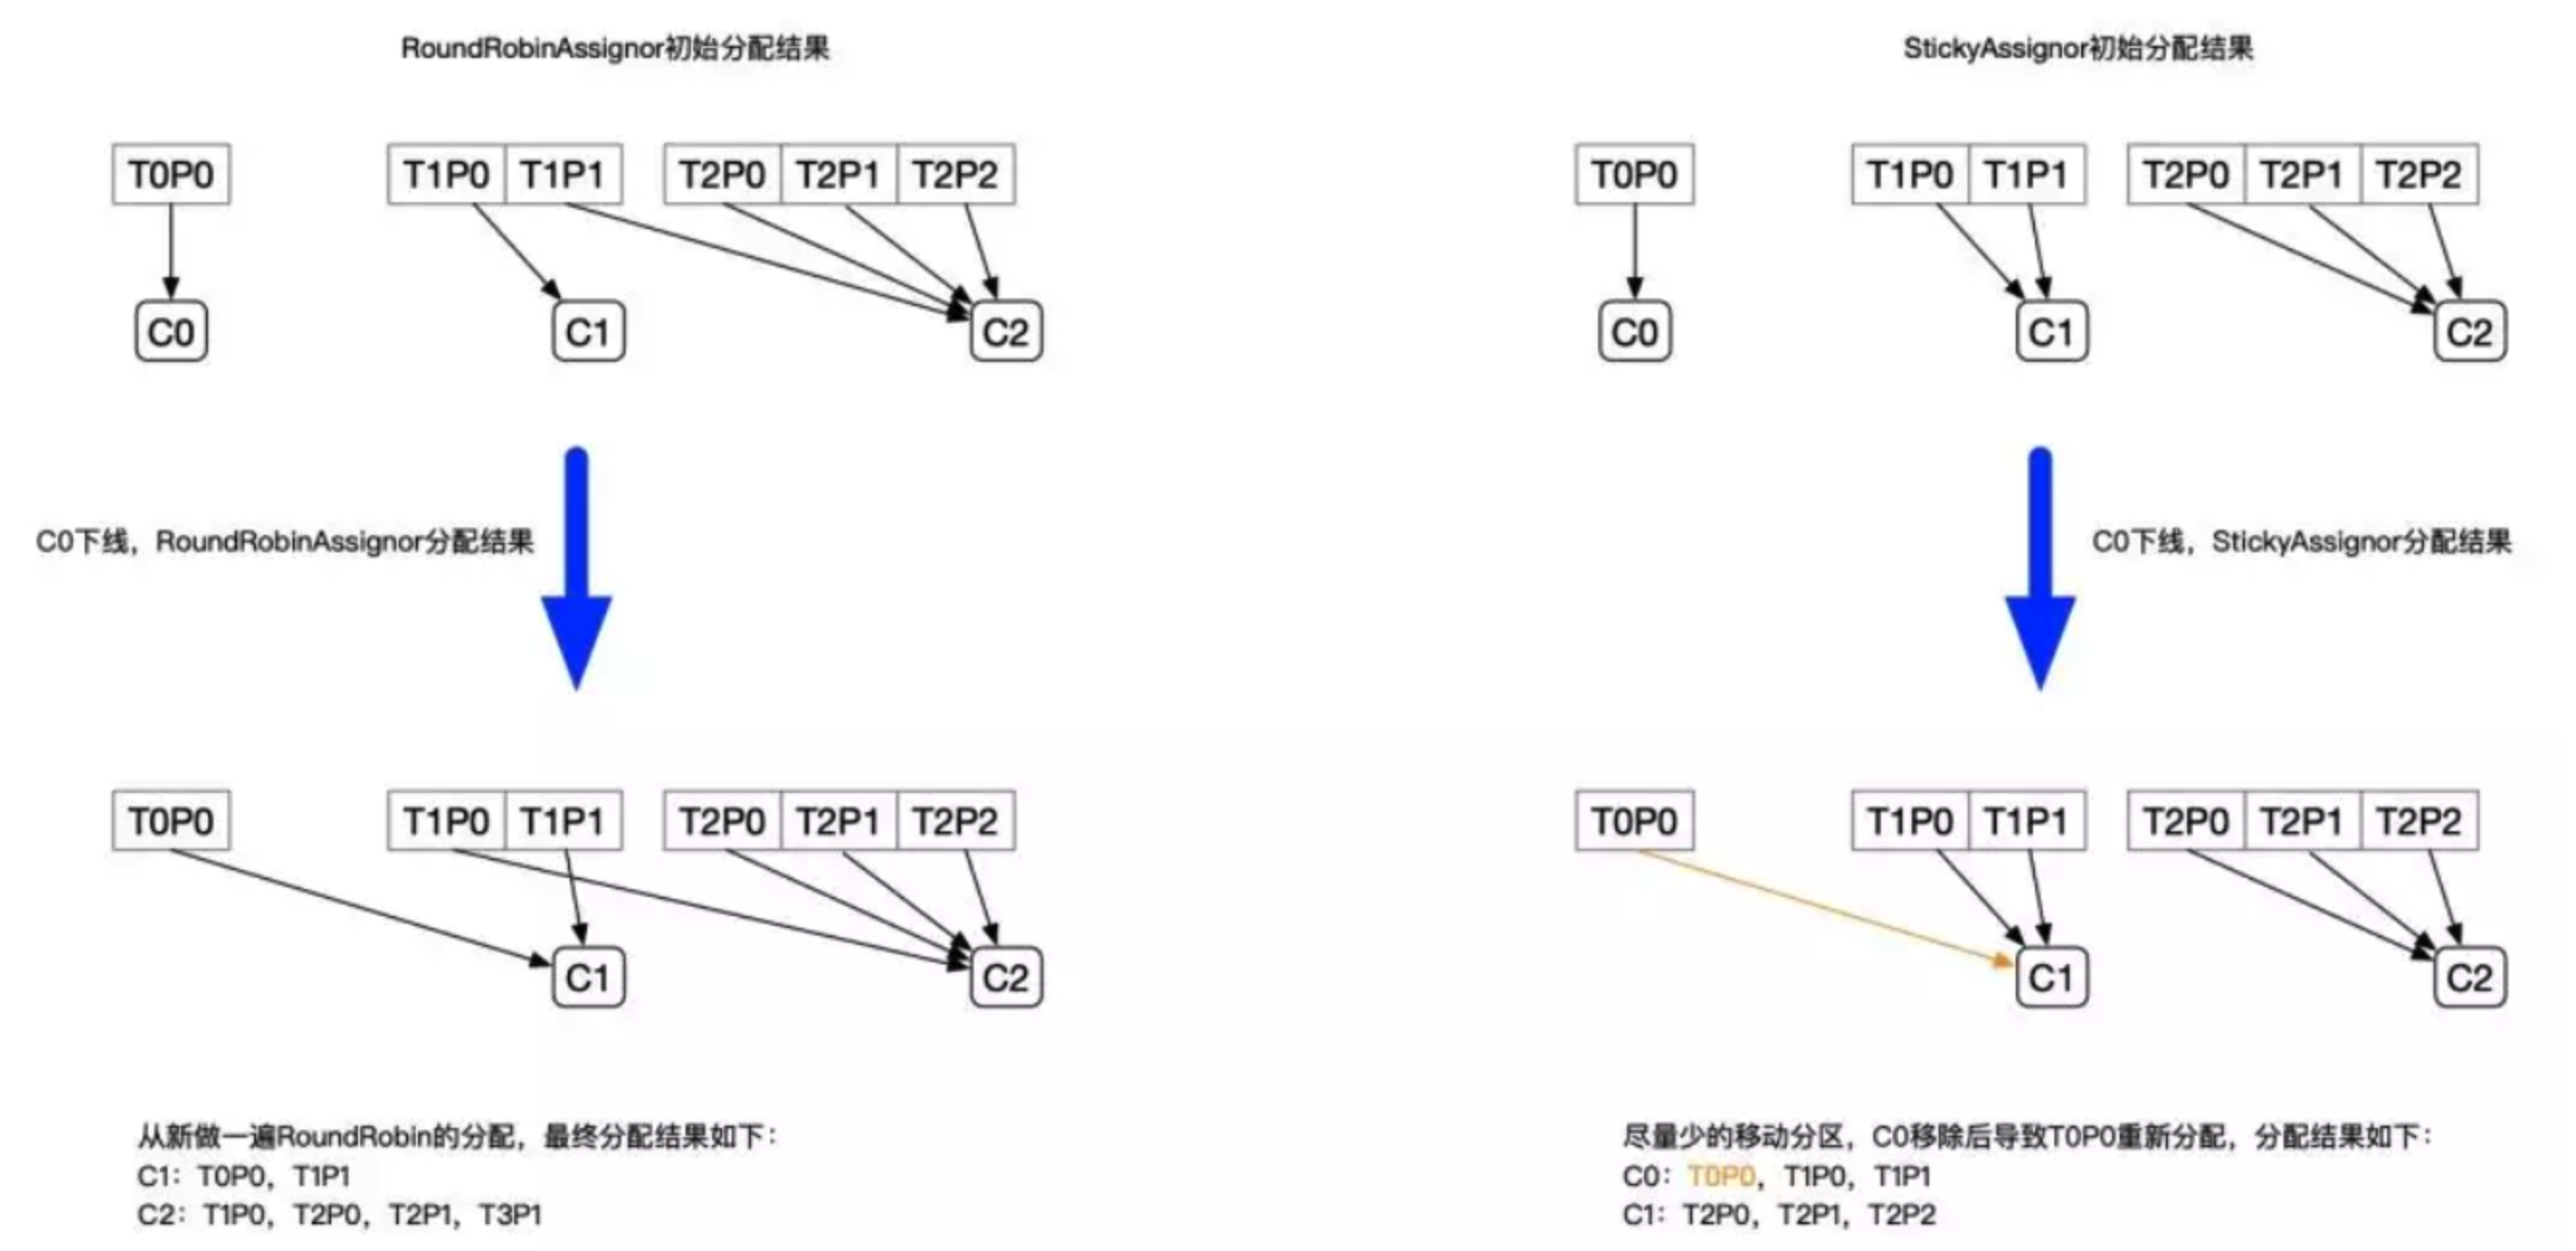 RoundRobinAssignor初始分配结果
T0P0 T1P0 T1P1 T2P0 T2P1 T2P2
C0 C1 C2
C0下线，RoundRobinAssignor分配结果
T0P0 T1P0 T1P1 T2P0 T2P1 T2P2
C1 C2
从新做一遍RoundRobin的分配，最终分配结果如下：
C1：T0P0，T1P1
C2：T1P0，T2P0，T2P1，T3P1
StickyAssignor初始分配结果
T0P0 T1P0 T1P1 T2P0 T2P1 T2P2
C0 C1 C2
C0下线，StickyAssignor分配结果
T0P0 T1P0 T1P1 T2P0 T2P1 T2P2
C1 C2
尽量少的移动分区，C0移除后导致T0P0重新分配，分配结果如下：
C0：T0P0，T1P0，T1P1
C1：T2P0，T2P1，T2P2